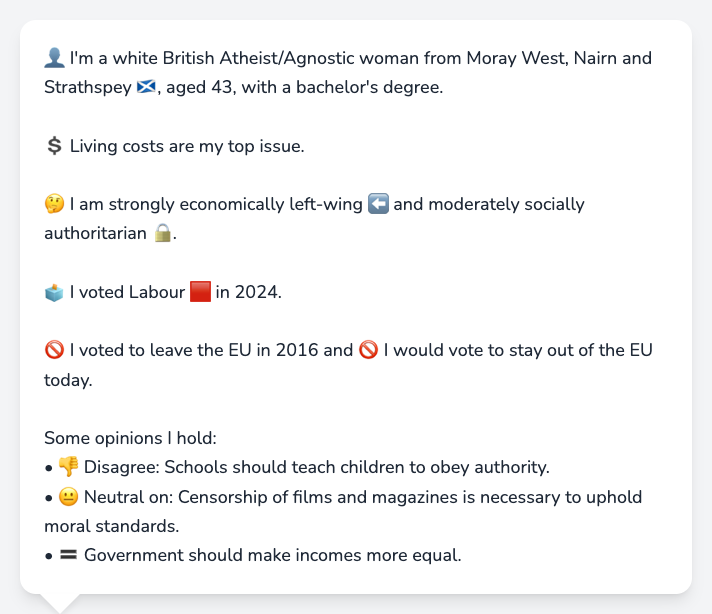 👤 I'm a white British Atheist/Agnostic woman from Moray West, Nairn and
Strathspey 🏴󠁧󠁢󠁳󠁣󠁴󠁿, aged 43, with a bachelor's degree.
💲 Living costs are my top issue.
🤔 I am strongly economically left-wing ⬅️ and moderately socially
authoritarian 🔒.
🗳️ I voted Labour 🟥 in 2024.
🚫 I voted to leave the EU in 2016 and 🚫 I would vote to stay out of the EU
today.
Some opinions I hold:
• 👎 Disagree: Schools should teach children to obey authority.
• 😐 Neutral on: Censorship of films and magazines is necessary to uphold
moral standards.
• 🟰 Government should make incomes more equal.